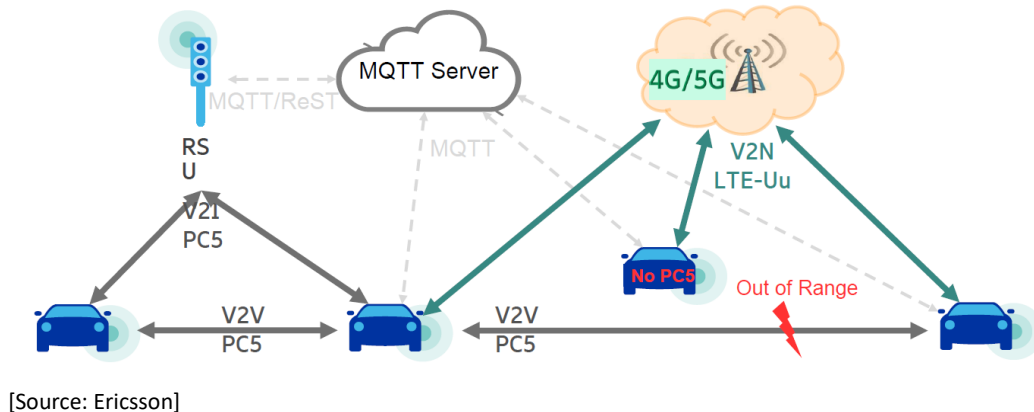 MQTT Server
4G/5G
MQTT/ReST
MQTT
RS
U
V2N
LTE-Uu
V2I
PC5
No PC5
Out of Range
V2V
PC5
V2V
PC5
[Source: Ericsson]